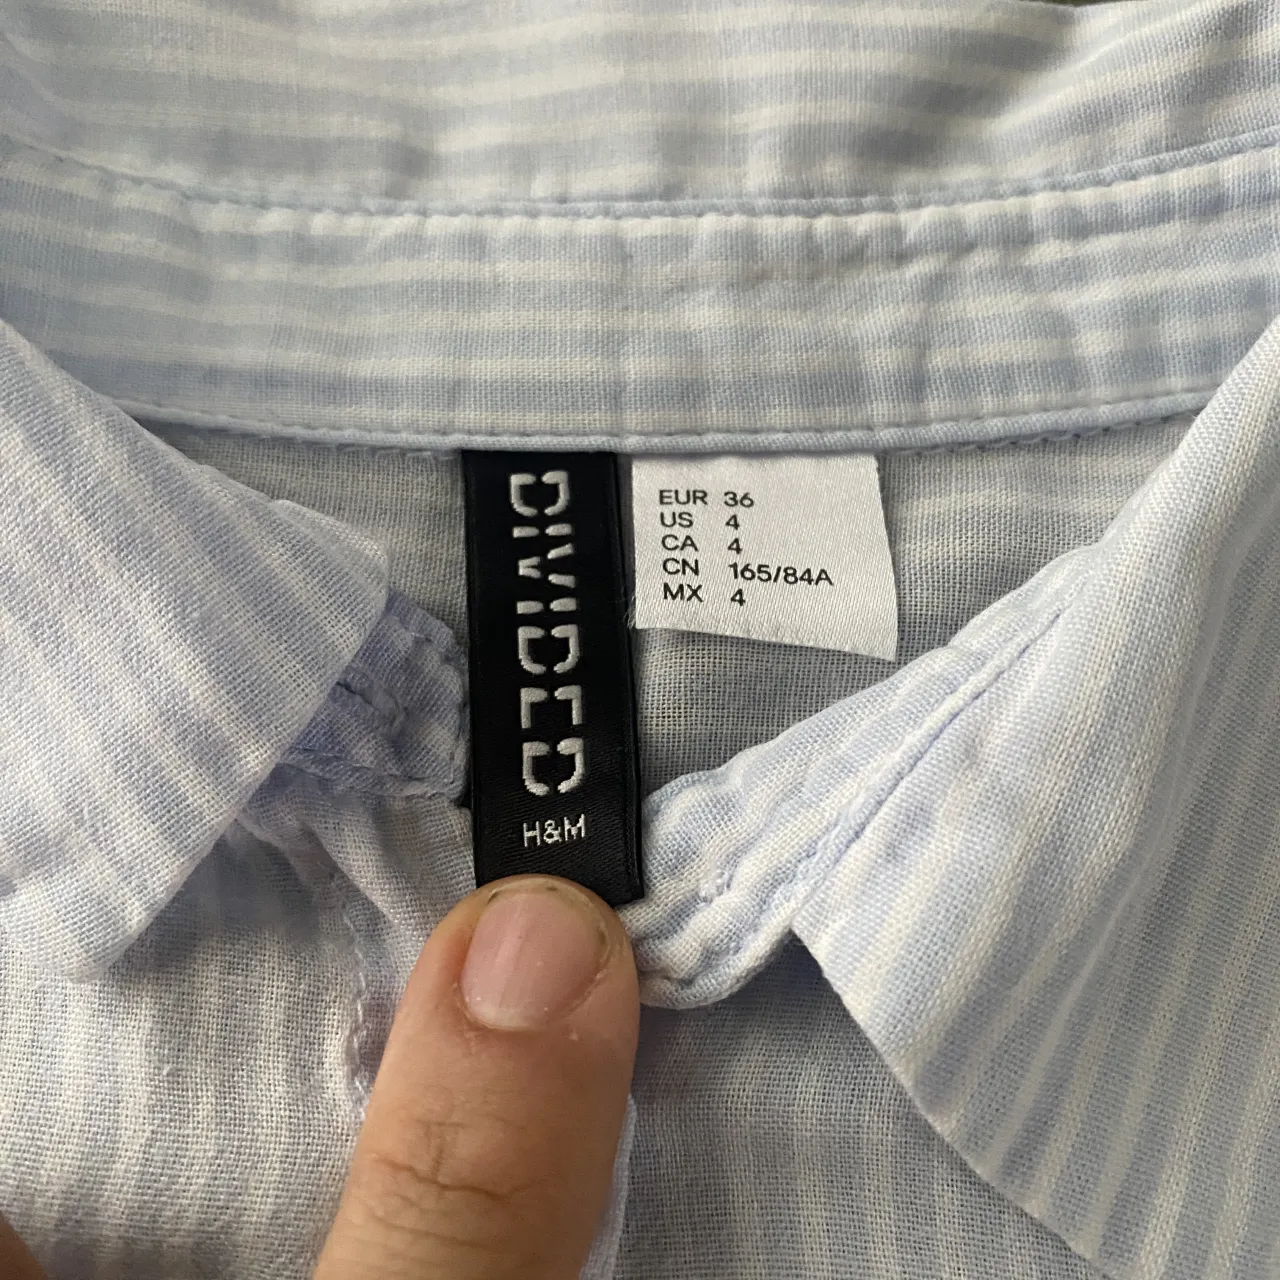 DIVIDED
H&M
EUR 36
US 4
CA 4
CN 165/84A
MX 4